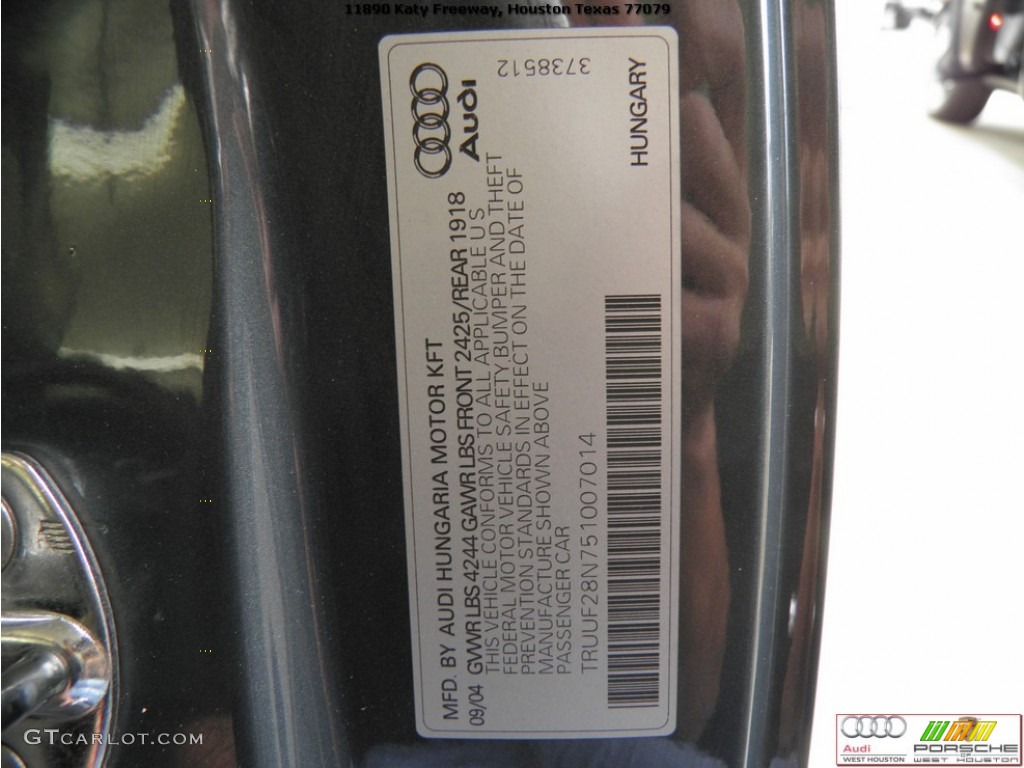 11890 Katy Freeway, Houston Texas 77079
Audi
3738512
HUNGARY
MFD. BY AUDI HUNGARIA MOTOR KFT
09/04 GVWR LBS 4244 GAWR LBS FRONT 2425/REAR 1918
THIS VEHICLE CONFORMS TO ALL APPLICABLE U S
FEDERAL MOTOR VEHICLE SAFETY, BUMPER AND THEFT
PREVENTION STANDARDS IN EFFECT ON THE DATE OF
MANUFACTURE SHOWN ABOVE
PASSENGER CAR
TRUUF28N751007014
GTCARLOT.COM
Audi
WEST HOUSTON
PORSCHE
OF
WEST HOUSTON